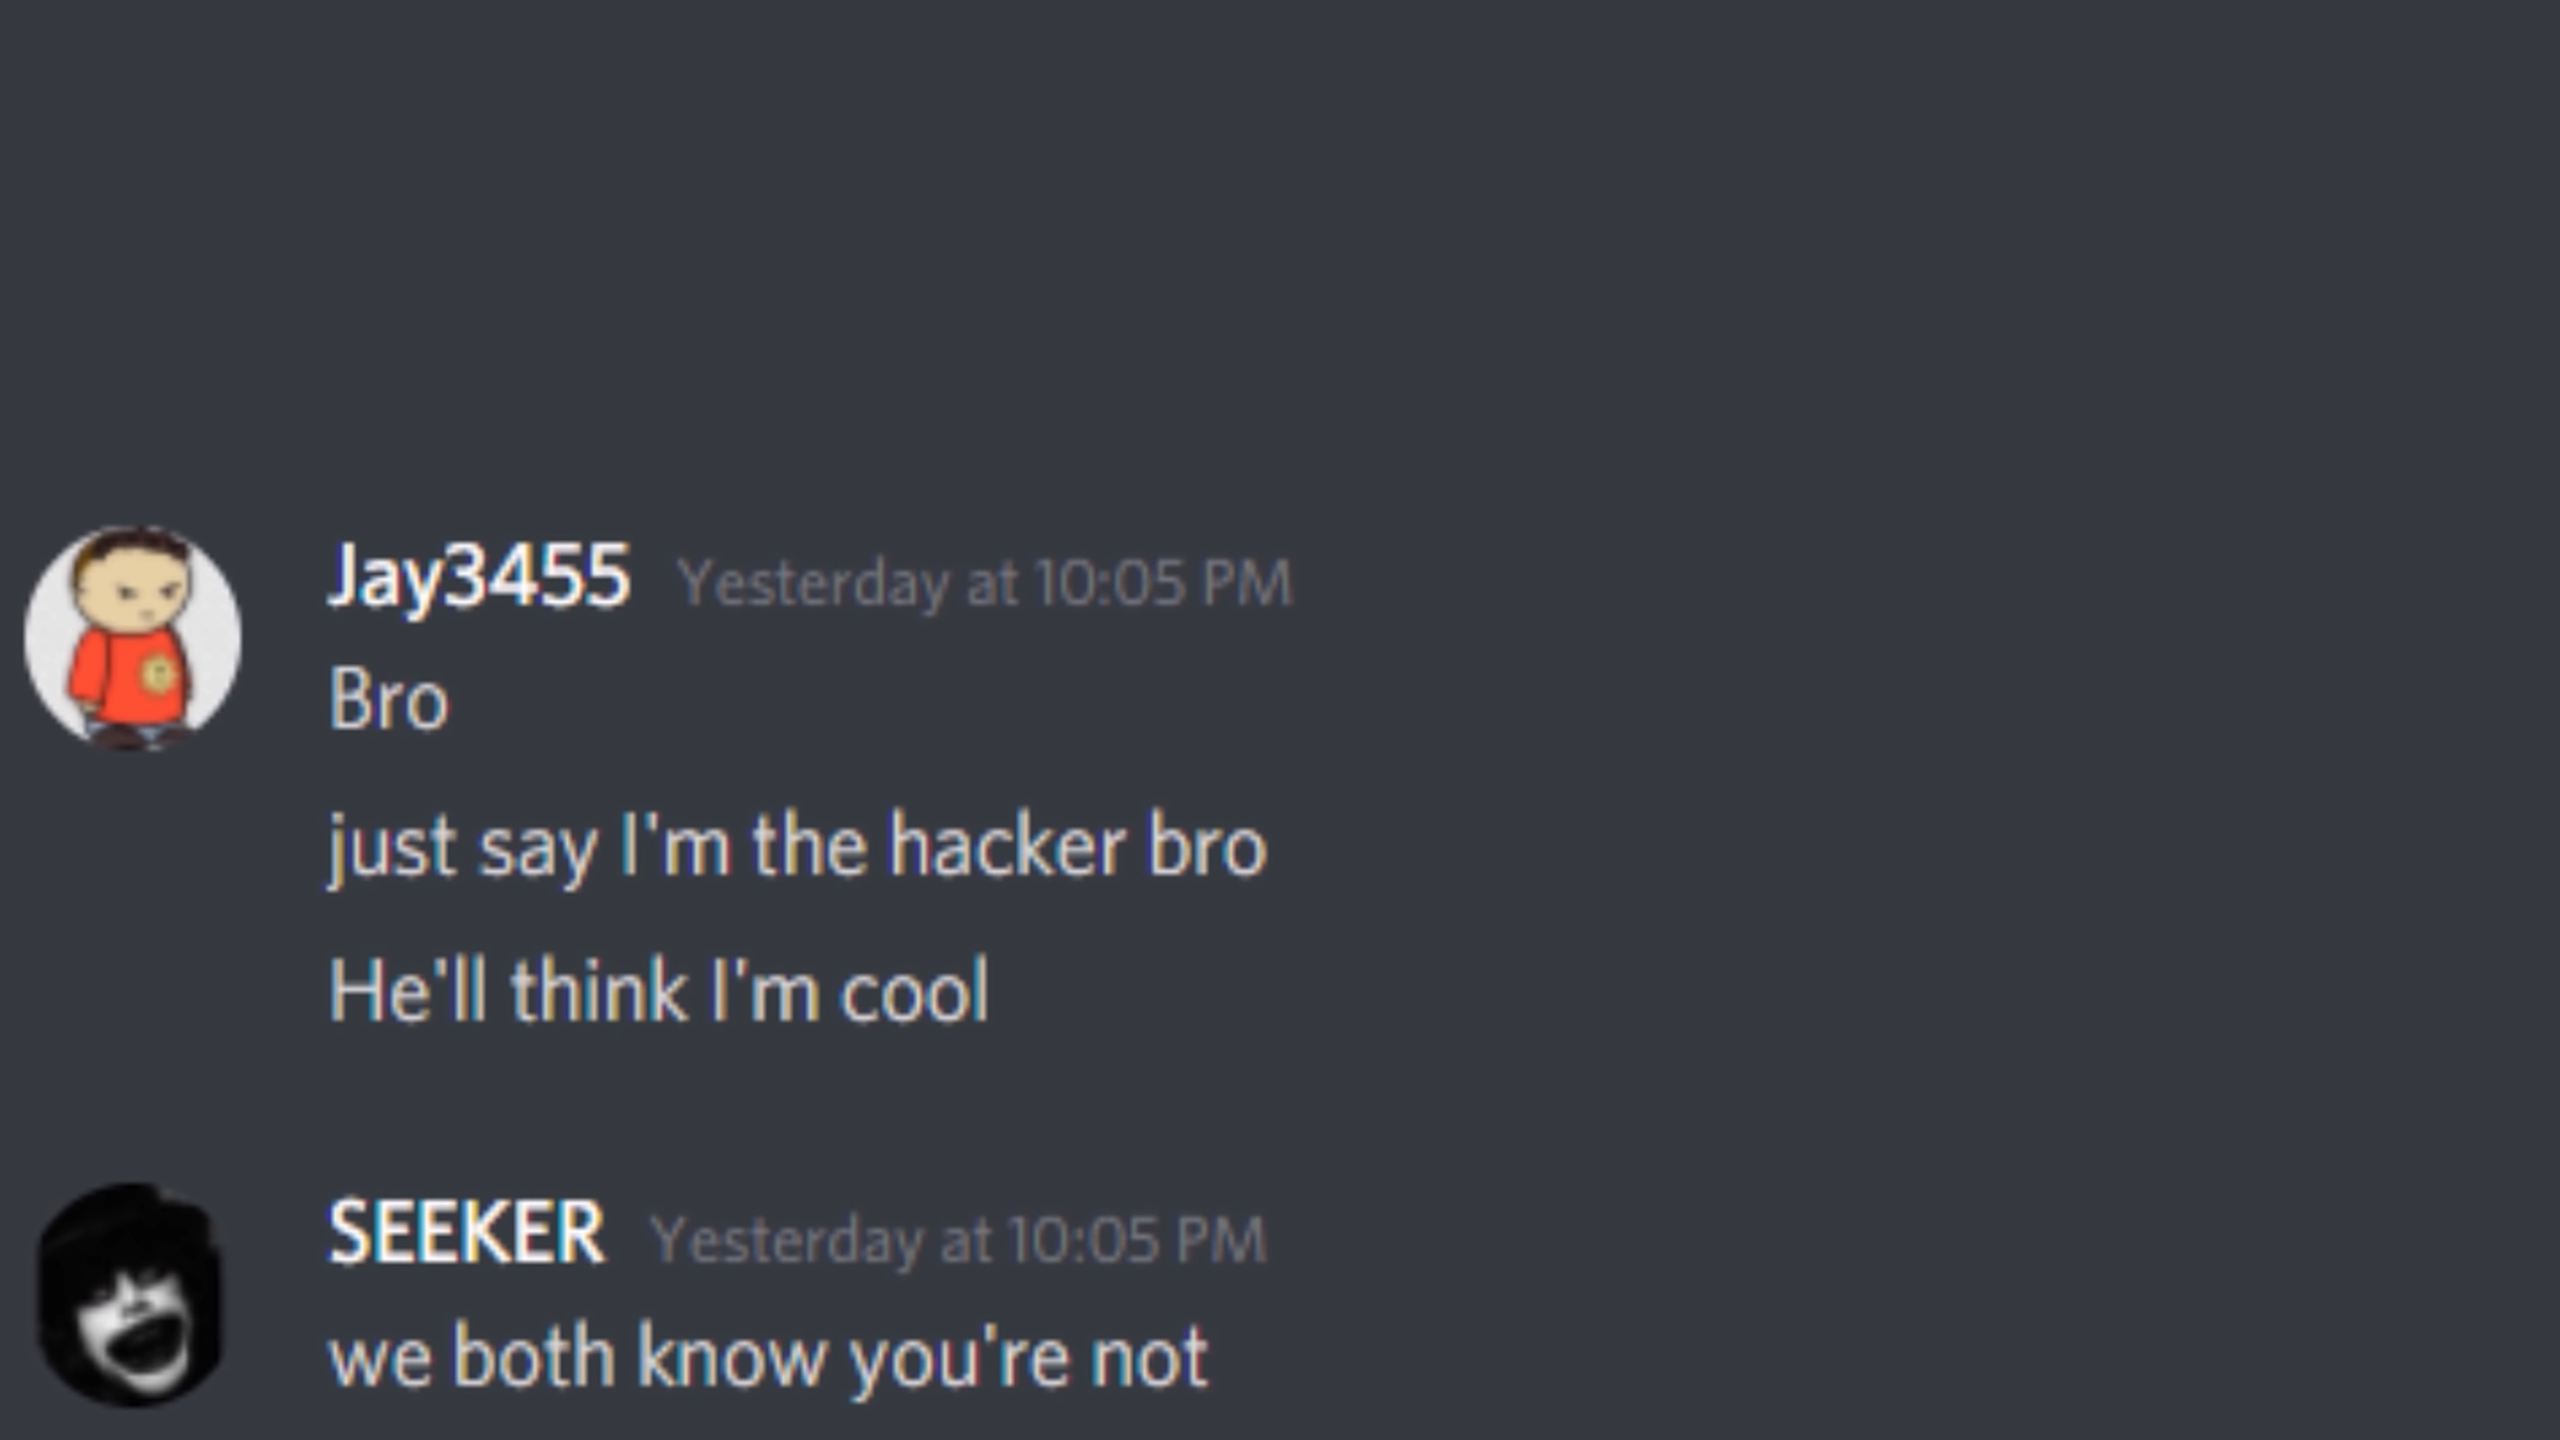 Jay3455 Yesterday at 10:05 PM
Bro
just say I'm the hacker bro
He'll think I'm cool
SEEKER Yesterday at 10:05 PM
we both know you're not